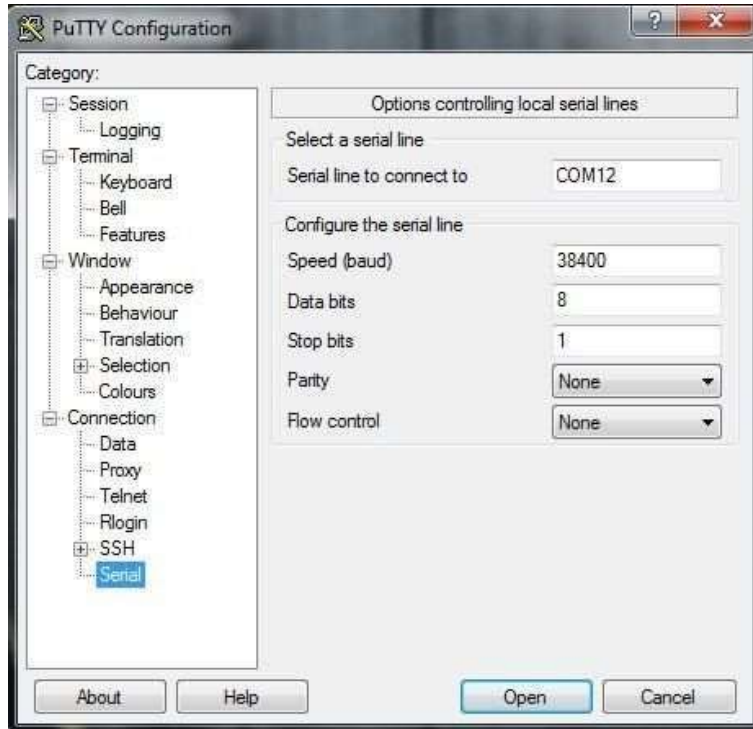 PuTTY Configuration
?
X
Category:
Session
Logging
Terminal
Keyboard
Bell
Features
Window
Appearance
Behaviour
Translation
Selection
Colours
Connection
Data
Proxy
Telnet
Rlogin
SSH
Serial
Options controlling local serial lines
Select a serial line
Serial line to connect to COM12
Configure the serial line
Speed (baud) 38400
Data bits 8
Stop bits 1
Parity None
Flow control None
About Help Open Cancel